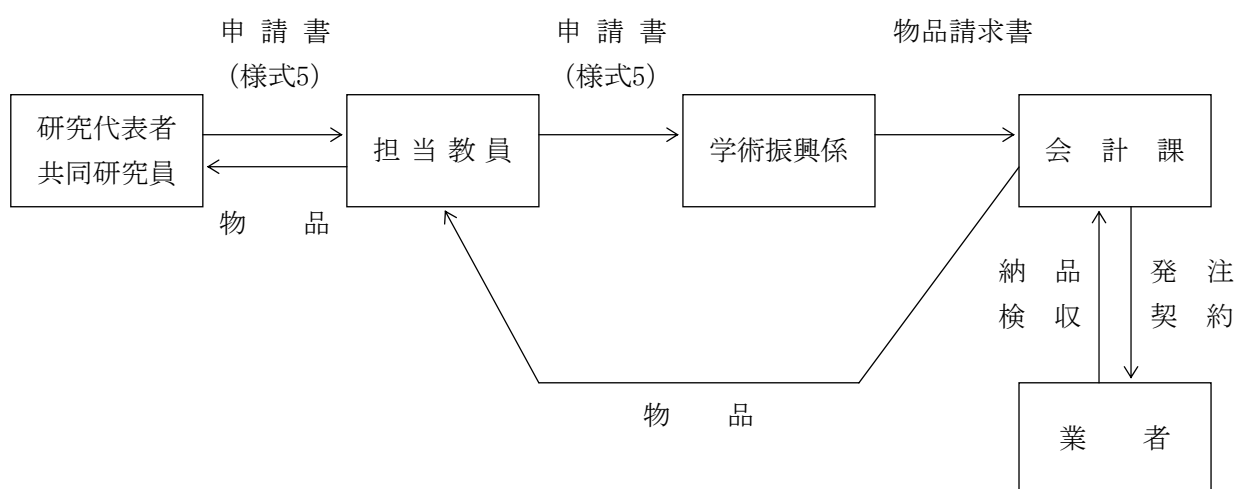 申 請 書
(様式5)
申 請 書
(様式5)
物品請求書
研究代表者
共同研究員
担 当 教 員
学術振興係
会 計 課
物 品
納 品
検 収
発 注
契 約
物 品
業 者